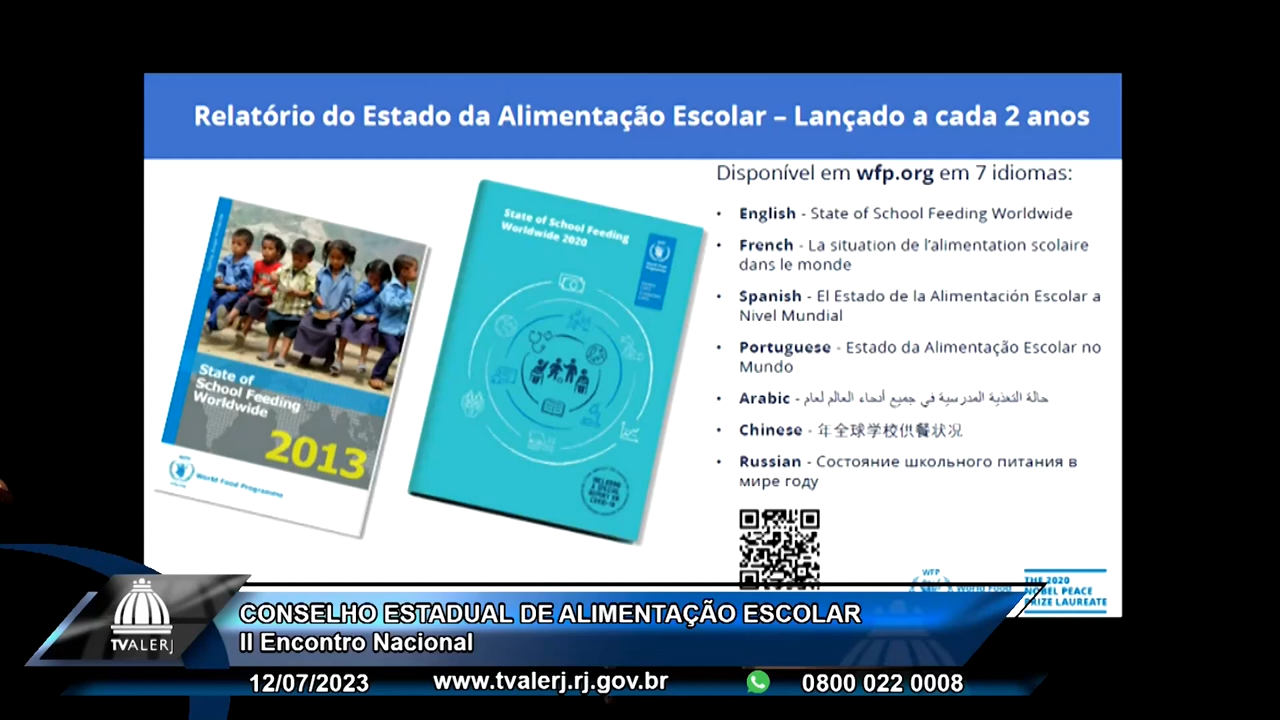 Relatório do Estado da Alimentação Escolar – Lançado a cada 2 anos
State of School Feeding
Worldwide 2020
State of
School Feeding
Worldwide
2013
World Food Programme
Disponível em wfp.org em 7 idiomas:
• English - State of School Feeding Worldwide
• French - La situation de l'alimentation scolaire
dans le monde
• Spanish - El Estado de la Alimentación Escolar a
Nivel Mundial
• Portuguese - Estado da Alimentação Escolar no
Mundo
• Arabic - حالة التغذية المدرسية في جميع أنحاء العالم لعام
• Chinese - 年全球学校供餐状况
• Russian - Состояние школьного питания в
мире году
WFP
World Food
THE 2020
NOBEL PEACE
PRIZE LAUREATE
TVALERJ
CONSELHO ESTADUAL DE ALIMENTAÇÃO ESCOLAR
II Encontro Nacional
12/07/2023
www.tvalerj.rj.gov.br
0800 022 0008